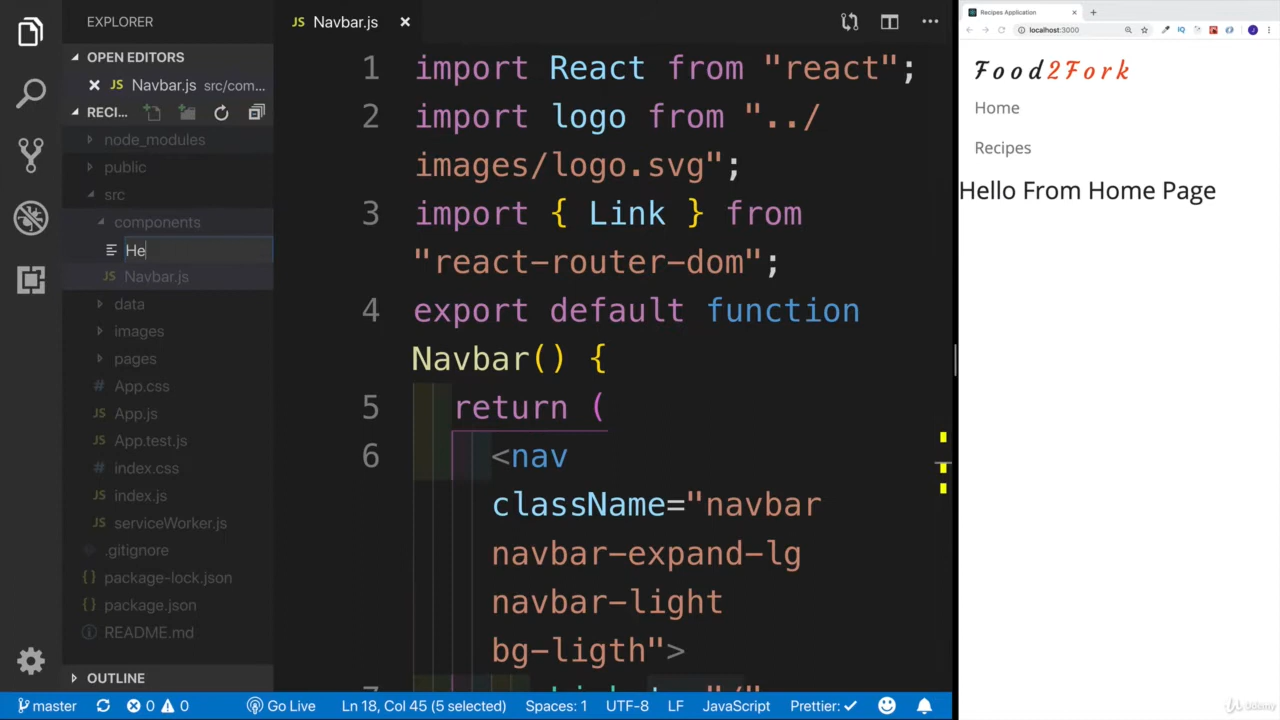 EXPLORER
OPEN EDITORS
Navbar.js src/com...
RECI...
node_modules
public
src
components
He
Navbar.js
data
images
pages
App.css
App.js
App.test.js
index.css
index.js
serviceWorker.js
.gitignore
package-lock.json
package.json
README.md
OUTLINE
Navbar.js
1 import React from "react";
2 import logo from "../
images/logo.svg";
3 import { Link } from
"react-router-dom";
4 export default function
Navbar() {
5 return (
6 <nav
className="navbar
navbar-expand-lg
navbar-light
bg-ligth">
master 0 0 Go Live Ln 18, Col 45 (5 selected) Spaces: 1 UTF-8 LF JavaScript Prettier:
Recipes Application
localhost:3000
Food2Fork
Home
Recipes
Hello From Home Page
Udemy